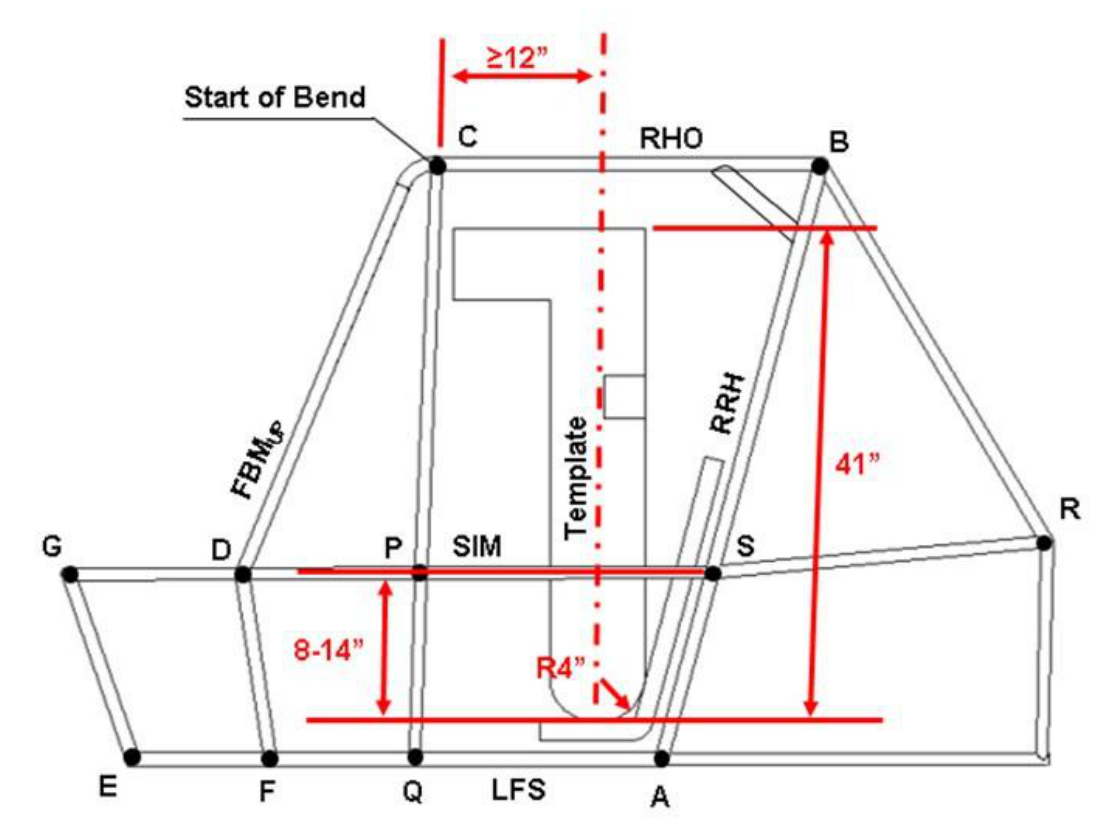 ≥12”
Start of Bend
C
RHO
B
FBMUP
Template
RRH
41”
R
G
D
P
SIM
S
8-14”
R4”
E
F
Q
LFS
A